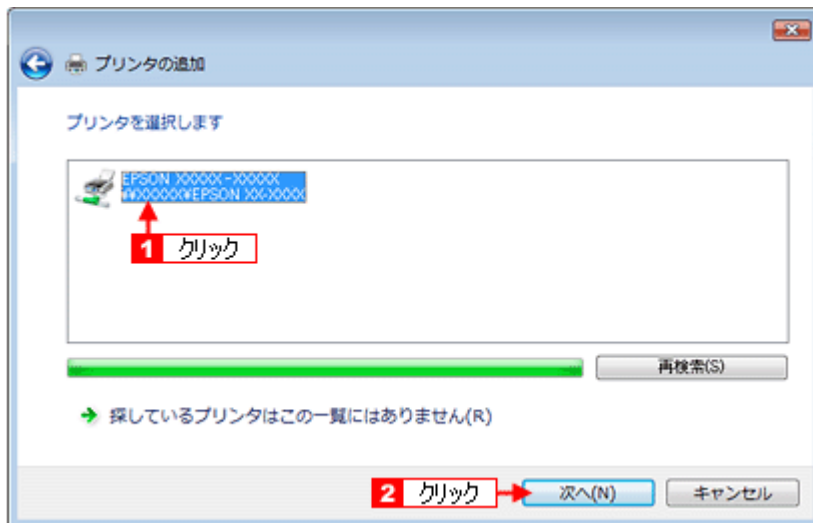 プリンタの追加
プリンタを選択します
EPSON XXXXX-XXXXX
¥¥XXXXX¥EPSON XX-XXXX
1 クリック
再検索(S)
探しているプリンタはこの一覧にはありません(R)
2 クリック
次へ(N)
キャンセル